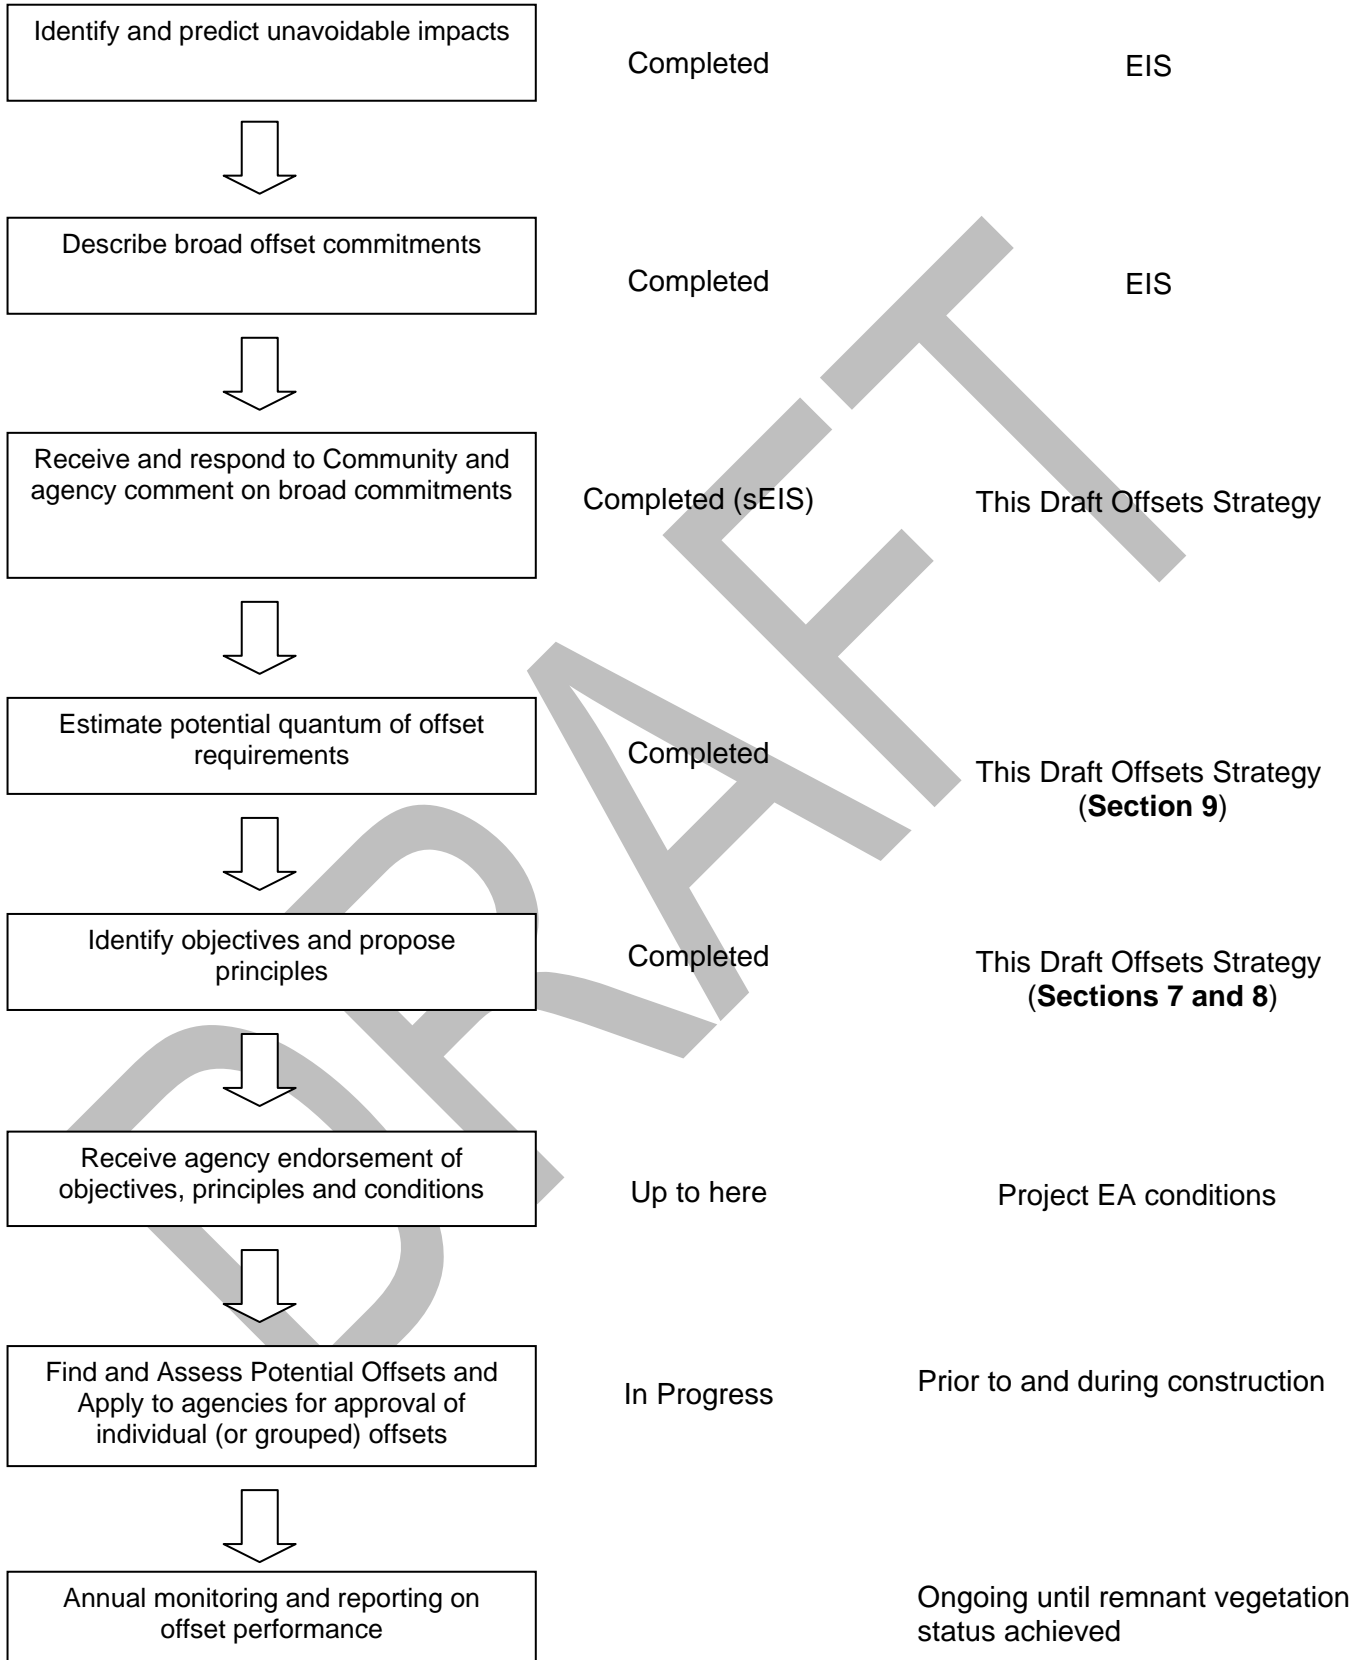 Identify and predict unavoidable impacts
Completed
EIS
Describe broad offset commitments
Completed
EIS
Receive and respond to Community and
agency comment on broad commitments
Completed (sEIS)
This Draft Offsets Strategy
Estimate potential quantum of offset
requirements
Completed
This Draft Offsets Strategy
(Section 9)
Identify objectives and propose
principles
Completed
This Draft Offsets Strategy
(Sections 7 and 8)
Receive agency endorsement of
objectives, principles and conditions
Up to here
Project EA conditions
Find and Assess Potential Offsets and
Apply to agencies for approval of
individual (or grouped) offsets
In Progress
Prior to and during construction
Annual monitoring and reporting on
offset performance
Ongoing until remnant vegetation
status achieved
DRAFT